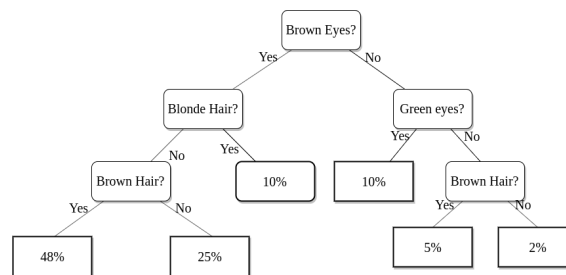 Brown Eyes?
Yes
No
Blonde Hair?
Green eyes?
No
Yes
Yes
No
Brown Hair?
10%
10%
Brown Hair?
Yes
No
Yes
No
48%
25%
5%
2%